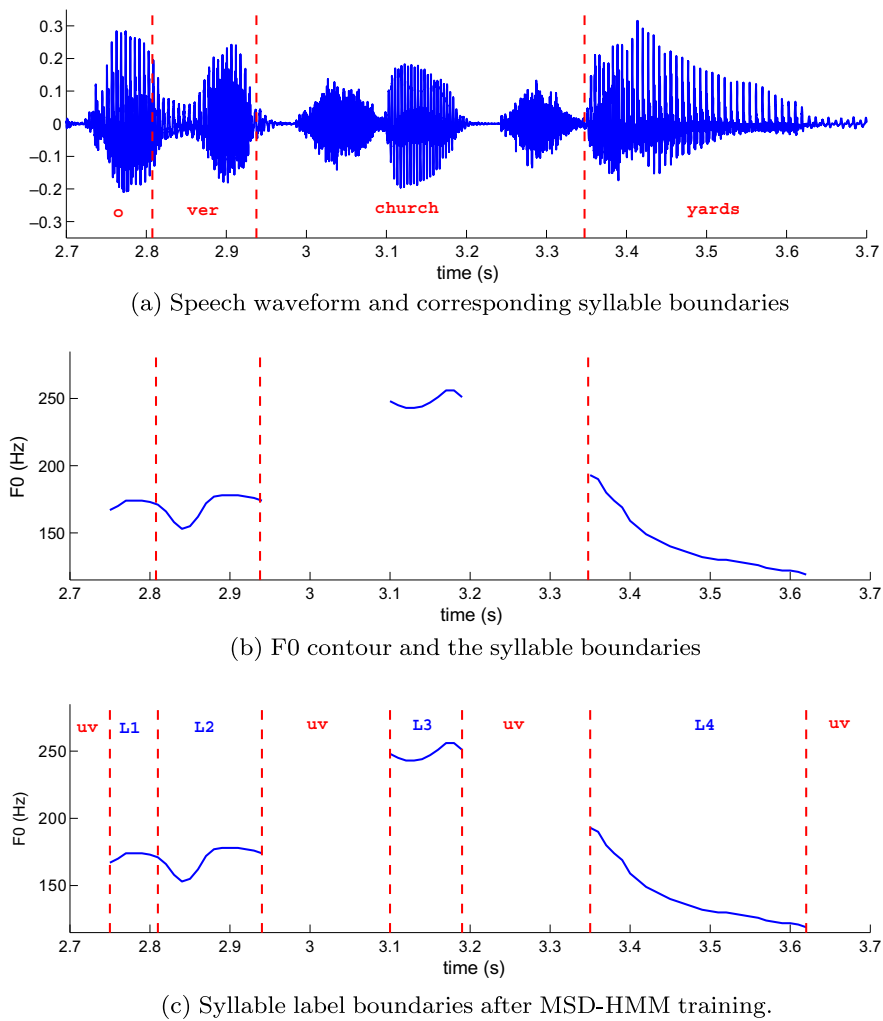 0.3
0.2
0.1
0
−0.1
−0.2
−0.3
o ver church yards
2.7 2.8 2.9 3 3.1 3.2 3.3 3.4 3.5 3.6 3.7
time (s)
(a) Speech waveform and corresponding syllable boundaries
F0 (Hz)
250
200
150
2.7 2.8 2.9 3 3.1 3.2 3.3 3.4 3.5 3.6 3.7
time (s)
(b) F0 contour and the syllable boundaries
uv L1 L2 uv L3 uv L4 uv
F0 (Hz)
250
200
150
2.7 2.8 2.9 3 3.1 3.2 3.3 3.4 3.5 3.6 3.7
time (s)
(c) Syllable label boundaries after MSD-HMM training.